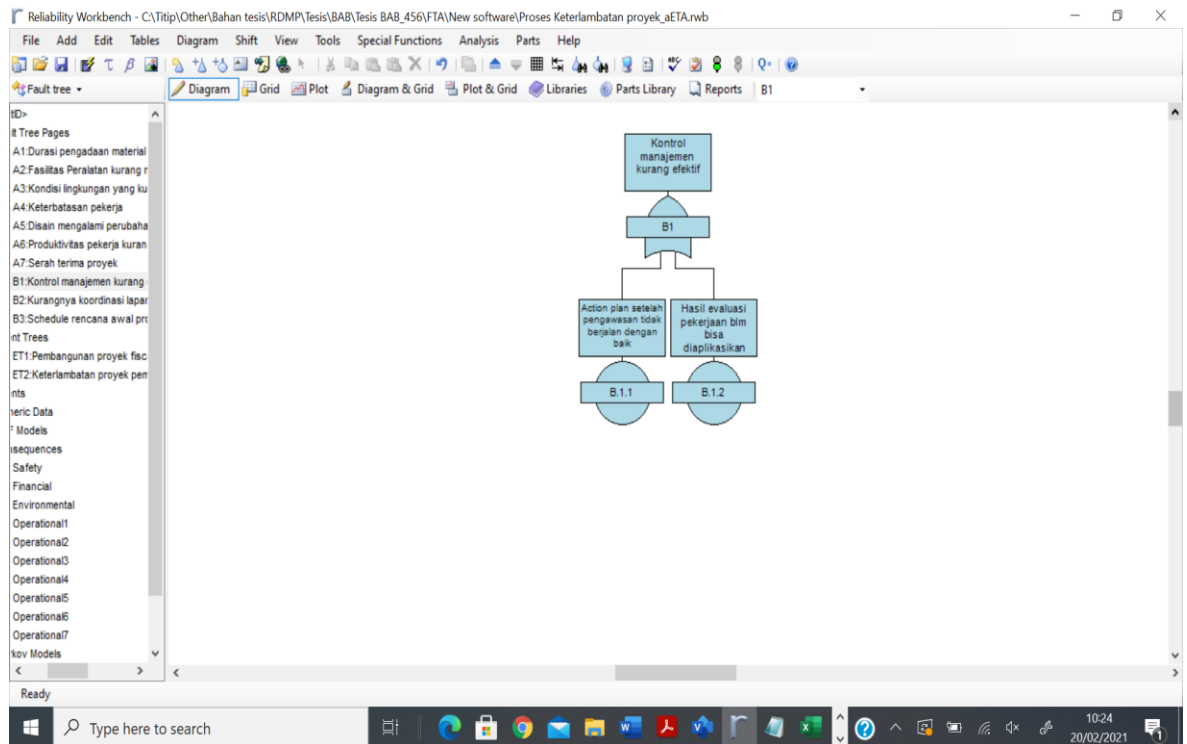 Reliability Workbench - C:\Titip\Other\Bahan tesis\RDMP\Tesis\BAB\Tesis BAB_456\FTA\New software\Proses Keterlambatan proyek_aETA.rwb
File Add Edit Tables Diagram Shift View Tools Special Functions Analysis Parts Help
Fault tree Diagram Grid Plot Diagram & Grid Plot & Grid Libraries Parts Library Reports B1
tID>
lt Tree Pages
A1:Durasi pengadaan material
A2:Fasilitas Peralatan kurang r
A3:Kondisi lingkungan yang ku
A4:Keterbatasan pekerja
A5:Disain mengalami perubaha
A6:Produktivitas pekerja kuran
A7:Serah terima proyek
B1:Kontrol manajemen kurang
B2:Kurangnya koordinasi lapar
B3:Schedule rencana awal pro
nt Trees
ET1:Pembangunan proyek fisc
ET2:Keterlambatan proyek pem
nts
neric Data
F Models
nsequences
Safety
Financial
Environmental
Operational1
Operational2
Operational3
Operational4
Operational5
Operational6
Operational7
rkov Models
Kontrol
manajemen
kurang efektif
B1
Action plan setelah
pengawasan tidak
berjalan dengan
baik
B.1.1
Hasil evaluasi
pekerjaan blm
bisa
diaplikasikan
B.1.2
Ready
Type here to search
10:24
20/02/2021